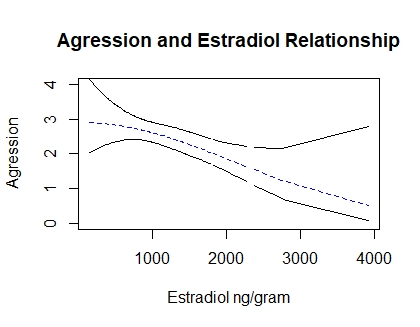 Agression and Estradiol Relationship
4
3
2
1
0
Agression
1000 2000 3000 4000
Estradiol ng/gram